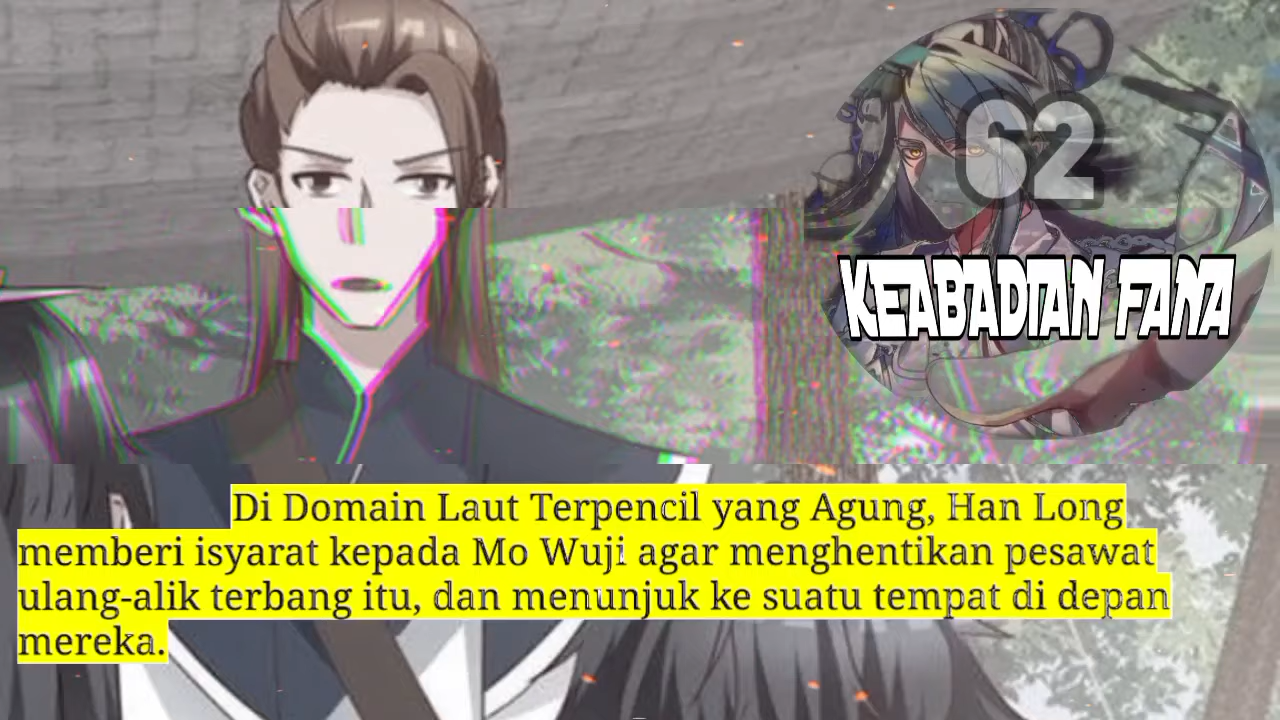 62
KEABADIAN FANA
Di Domain Laut Terpencil yang Agung, Han Long
memberi isyarat kepada Mo Wuji agar menghentikan pesawat
ulang-alik terbang itu, dan menunjuk ke suatu tempat di depan
mereka.